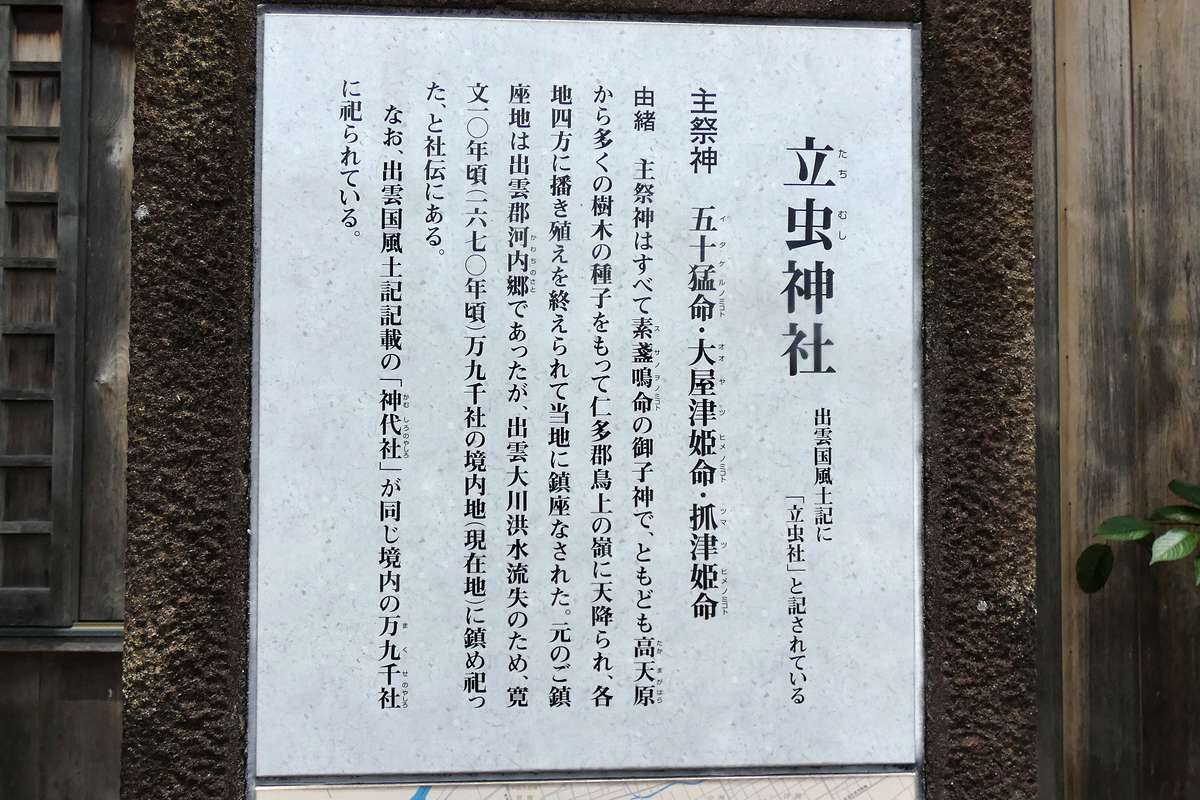 立虫神社
出雲国風土記に
「立虫社」と記されている
主祭神 五十猛命・大屋津姫命・抓津姫命
由緒 主祭神はすべて素盞鳴命の御子神で、ともども高天原
から多くの樹木の種子をもって仁多郡鳥上の嶺に天降られ、各
地四方に播き殖えを終えられて当地に鎮座なされた。元のご鎮
座地は出雲郡河内郷であったが、出雲大川洪水流失のため、寛
文一〇年頃(一六七〇年頃)万九千社の境内地(現在地)に鎮め祀っ
た、と社伝にある。
なお、出雲国風土記記載の「神代社」が同じ境内の万九千社
に祀られている。